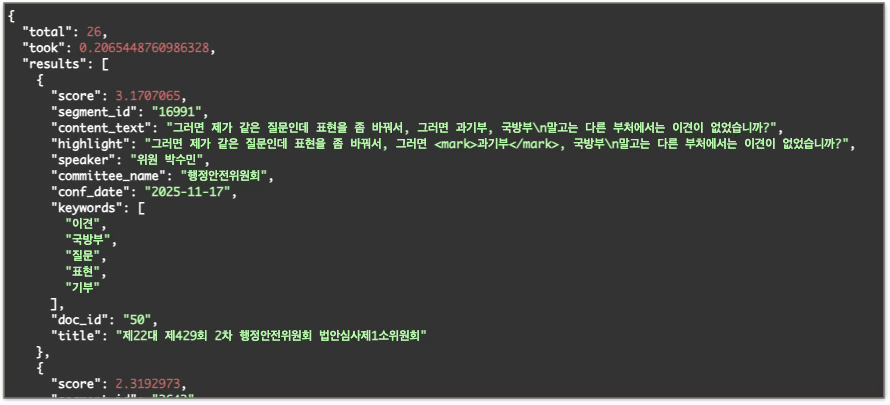 {
"total": 26,
"took": 0.2065448760986328,
"results": [
{
"score": 3.1707065,
"segment_id": "16991",
"content_text": "그러면 제가 같은 질문인데 표현을 좀 바꿔서, 그러면 과기부, 국방부\n말고는 다른 부처에서는 이견이 없었습니까?",
"highlight": "그러면 제가 같은 질문인데 표현을 좀 바꿔서, 그러면 <mark>과기부</mark>, 국방부\n말고는 다른 부처에서는 이견이 없었습니까?",
"speaker": "위원 박수민",
"committee_name": "행정안전위원회",
"conf_date": "2025-11-17",
"keywords": [
"이견",
"국방부",
"질문",
"표현",
"기부"
],
"doc_id": "50",
"title": "제22대 제429회 2차 행정안전위원회 법안심사제1소위원회"
},
{
"score": 2.3192973,